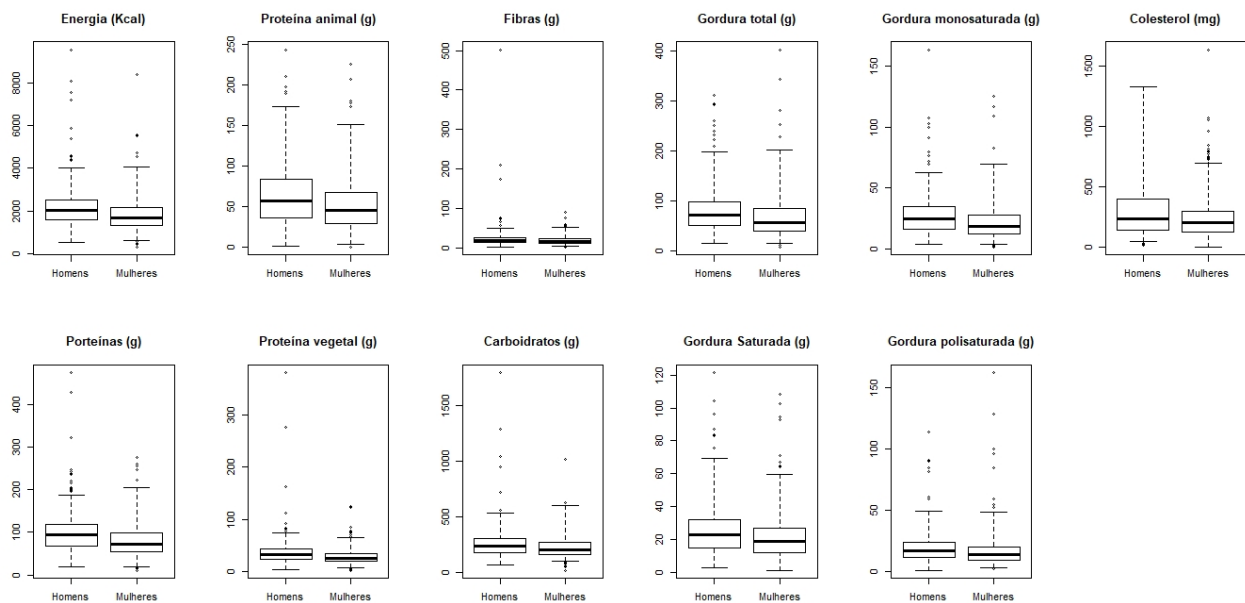 Energia (Kcal)
0 2000 4000 6000 8000
Homens Mulheres
Proteína animal (g)
0 50 100 150 200 250
Homens Mulheres
Fibras (g)
0 100 200 300 400 500
Homens Mulheres
Gordura total (g)
0 100 200 300 400
Homens Mulheres
Gordura monosaturada (g)
0 50 100 150
Homens Mulheres
Colesterol (mg)
0 500 1000 1500
Homens Mulheres
Porteínas (g)
0 100 200 300 400
Homens Mulheres
Proteína vegetal (g)
0 100 200 300
Homens Mulheres
Carboidratos (g)
0 500 1000 1500
Homens Mulheres
Gordura Saturada (g)
0 20 40 60 80 100 120
Homens Mulheres
Gordura polisaturada (g)
0 50 100 150
Homens Mulheres